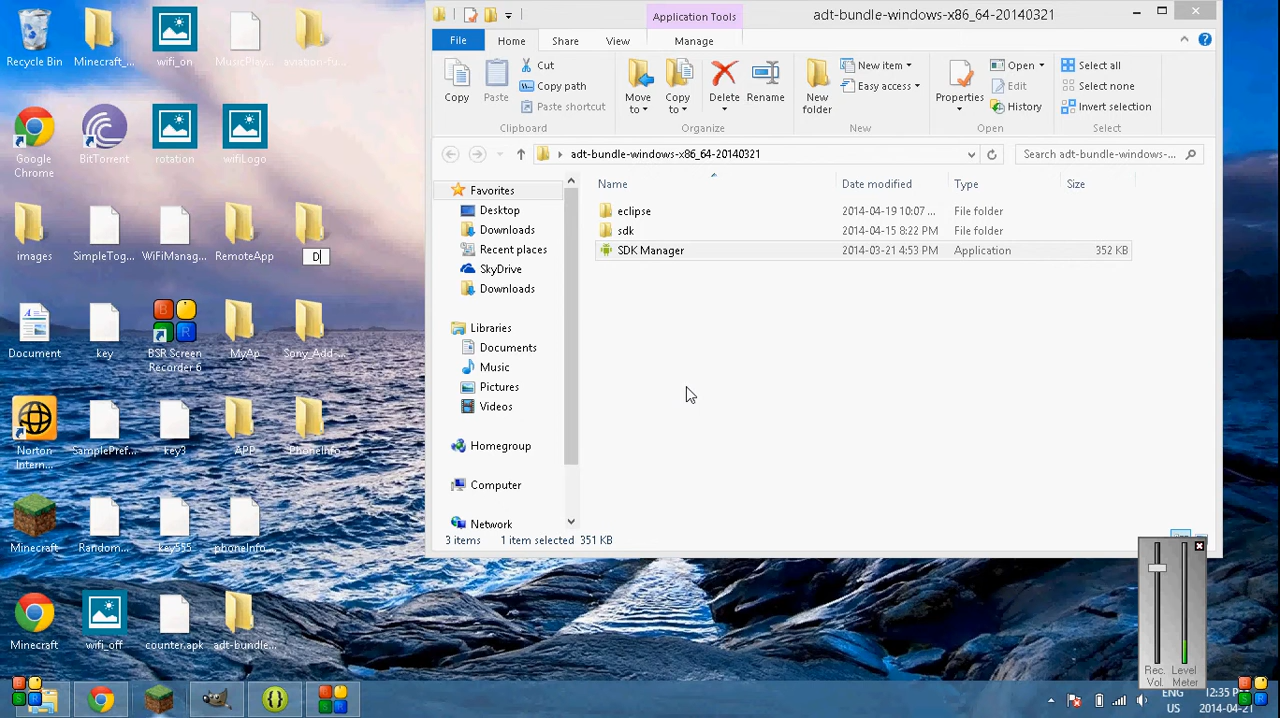 Recycle Bin
Minecraft_...
wifi_on
MusicPlay...
aviation-fu...
Google
Chrome
BitTorrent
rotation
wifiLogo
images
SimpleTog...
WiFiManag...
RemoteApp
D
Document
key
BSR Screen
Recorder 6
MyAp
Sony_Add-...
Norton
Intern...
SamplePref...
key3
APP
PhoneInfo
Minecraft
Random...
key555
phoneInfo...
Minecraft
wifi_off
counter.apk
adt-bundle...
Application Tools
adt-bundle-windows-x86_64-20140321
File
Home
Share
View
Manage
Copy
Paste
Cut
Copy path
Paste shortcut
Clipboard
Move
to
Copy
to
Delete
Rename
Organize
New
folder
New item
Easy access
New
Properties
Open
Edit
History
Open
Select all
Select none
Invert selection
Select
adt-bundle-windows-x86_64-20140321
Search adt-bundle-windows-...
Name
Date modified
Type
Size
Favorites
Desktop
Downloads
Recent places
SkyDrive
Downloads
Libraries
Documents
Music
Pictures
Videos
Homegroup
Computer
Network
eclipse
2014-04-19 10:07 ...
File folder
sdk
2014-04-15 8:22 PM
File folder
SDK Manager
2014-03-21 4:53 PM
Application
352 KB
3 items
1 item selected 351 KB
Rec.
Vol.
Level
Meter
B
R
S
R
ENG
US
12:35 P
2014-04-21